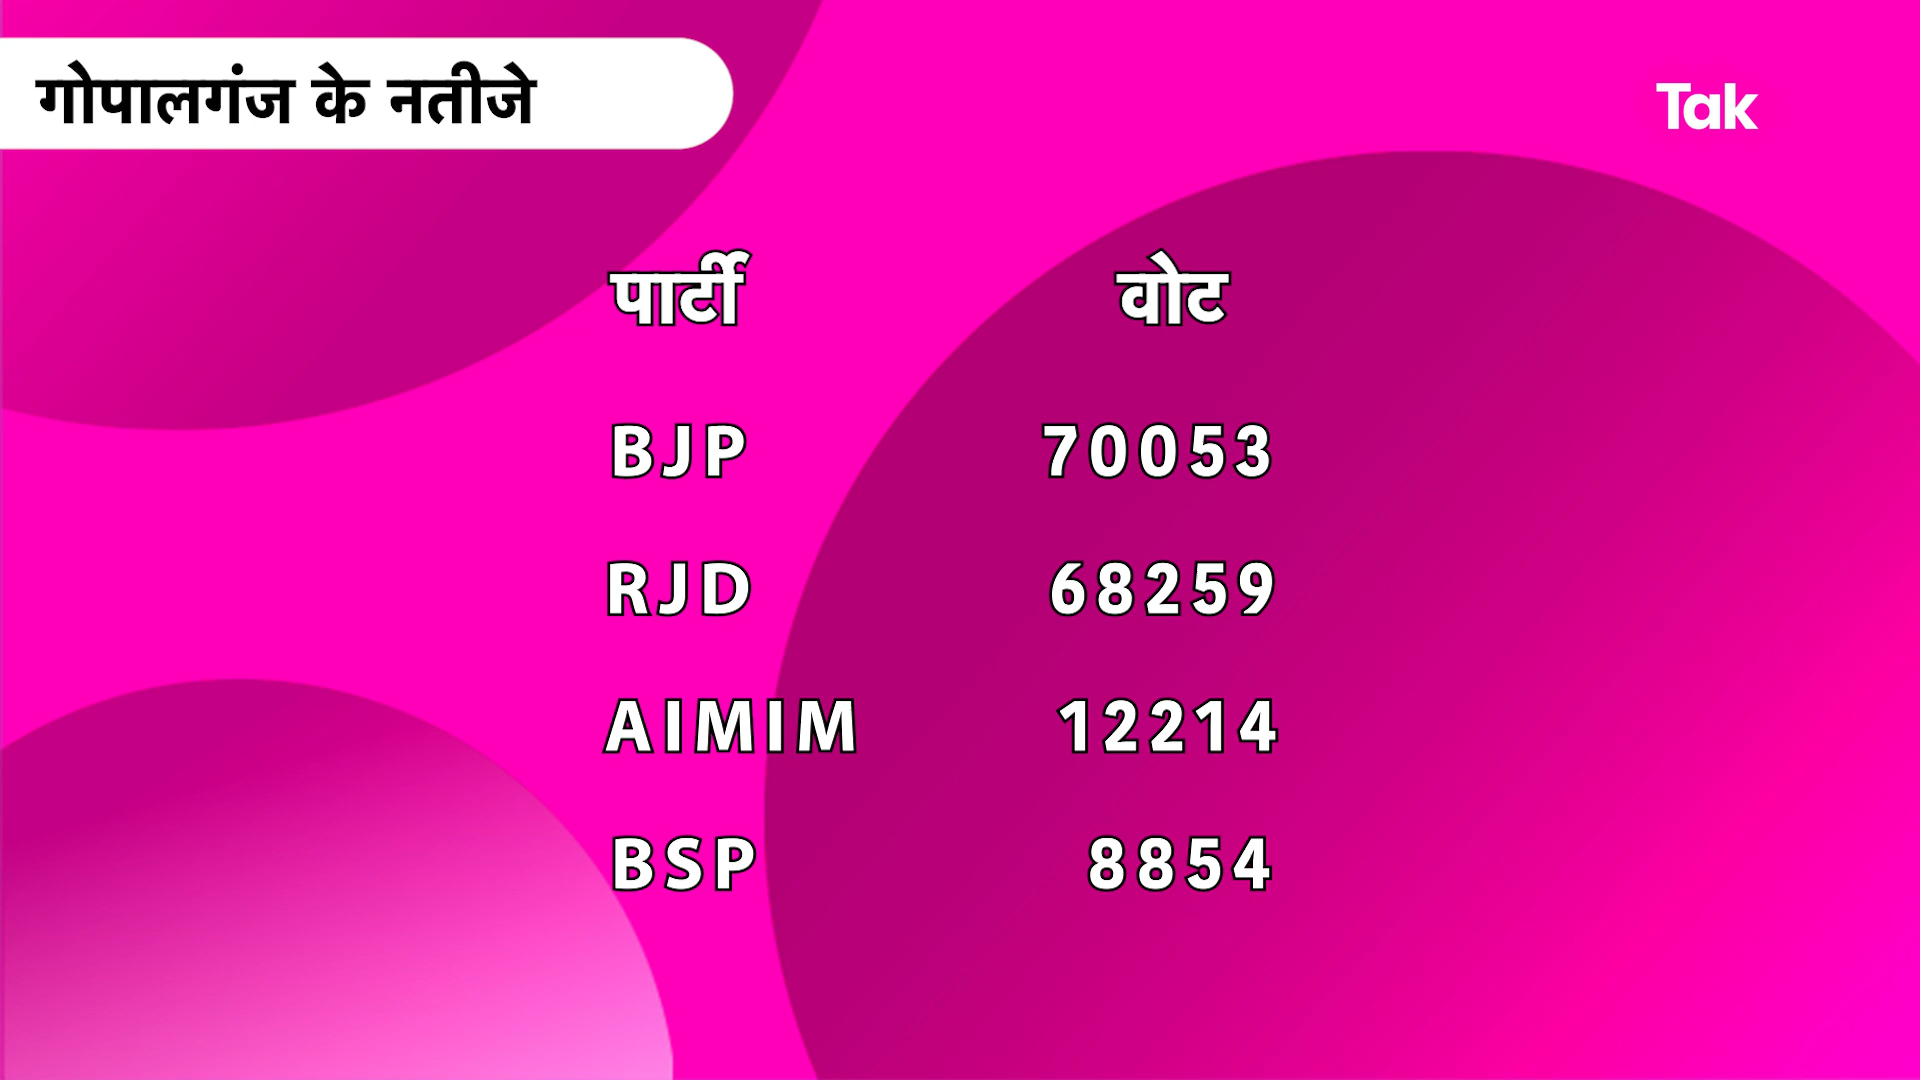 गोपालगंज के नतीजे
Tak
पार्टी वोट
BJP 70053
RJD 68259
AIMIM 12214
BSP 8854